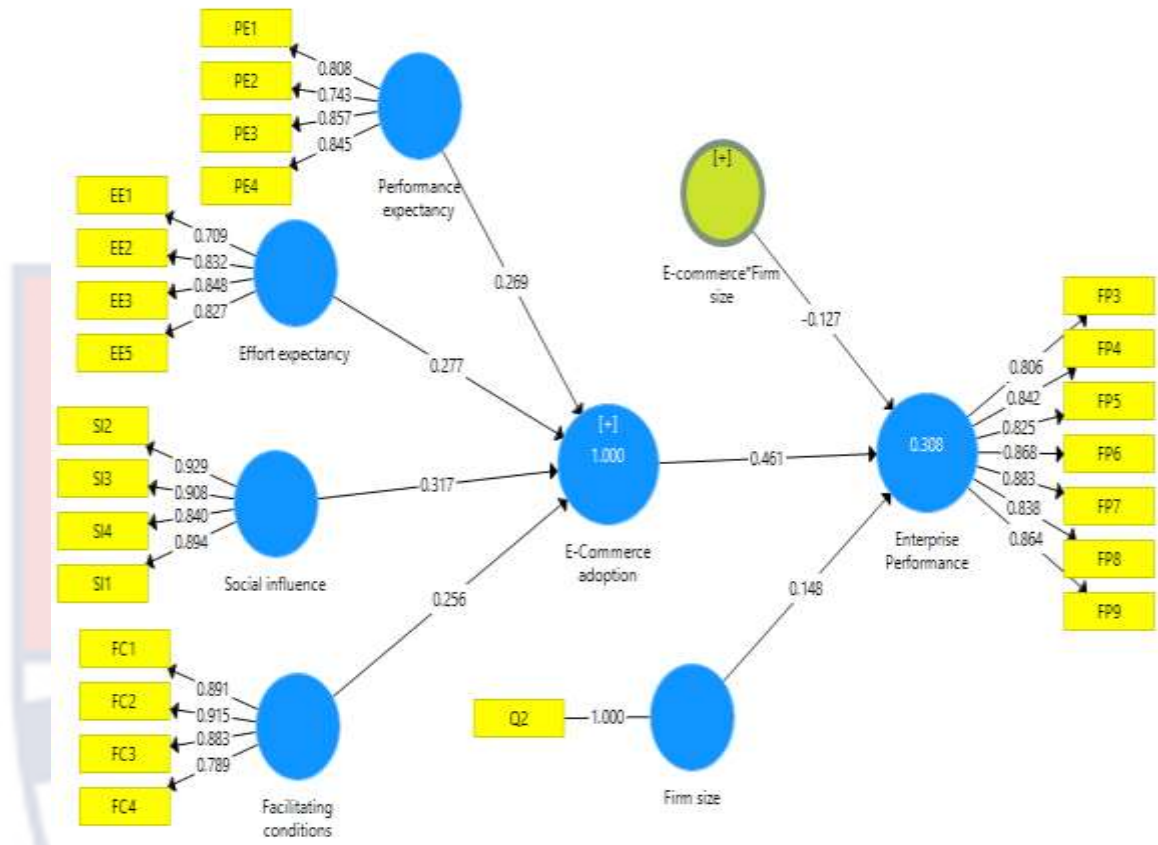 PE1
0.808
PE2
0.743
PE3
0.857
PE4
0.845
Performance
expectancy
EE1
0.709
EE2
0.832
EE3
0.848
EE5
0.827
Effort expectancy
SI2
0.929
SI3
0.908
SI4
0.840
SI1
0.894
Social influence
FC1
0.891
FC2
0.915
FC3
0.883
FC4
0.789
Facilitating
conditions
0.269
0.277
0.317
0.256
[+]
1.000
E-Commerce
adoption
[+]
E-commerce*Firm
size
-0.127
0.461
0.148
Q2
1.000
Firm size
0.308
Enterprise
Performance
FP3
0.806
FP4
0.842
FP5
0.825
FP6
0.868
FP7
0.883
FP8
0.838
FP9
0.864